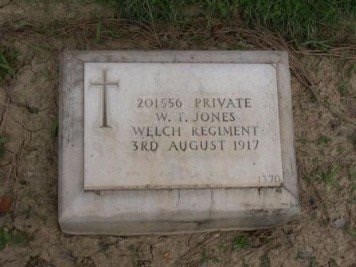 201556 PRIVATE
W. T. JONES
WELCH REGIMENT
3RD AUGUST 1917
1370